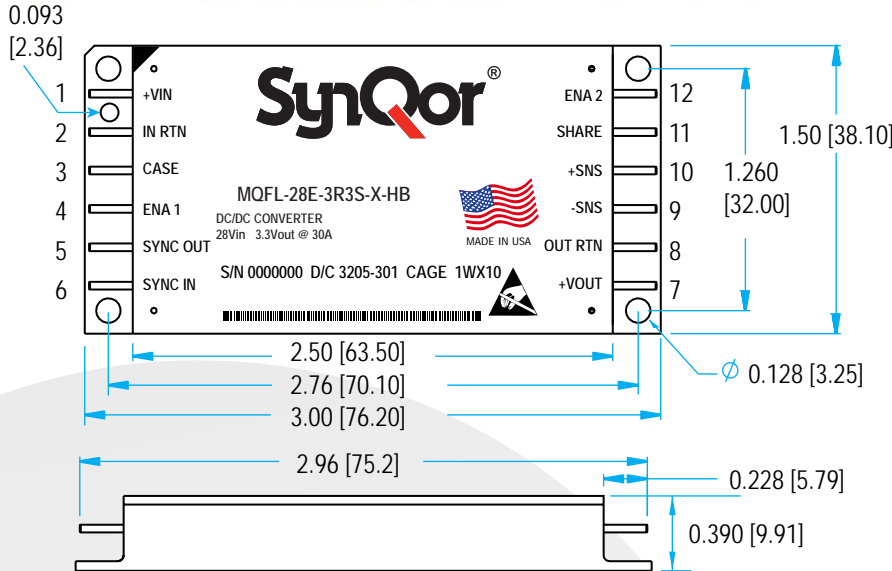 0.093
[2.36]
SynQor®
1 +VIN
2 IN RTN
3 CASE
4 ENA 1
5 SYNC OUT
6 SYNC IN
ENA 2 12
SHARE 11
+SNS 10
-SNS 9
OUT RTN 8
+VOUT 7
MQFL-28E-3R3S-X-HB
DC/DC CONVERTER
28Vin 3.3Vout @ 30A
MADE IN USA
S/N 0000000 D/C 3205-301 CAGE 1WX10
1.260
[32.00]
1.50 [38.10]
Ø 0.128 [3.25]
2.50 [63.50]
2.76 [70.10]
3.00 [76.20]
2.96 [75.2]
0.228 [5.79]
0.390 [9.91]